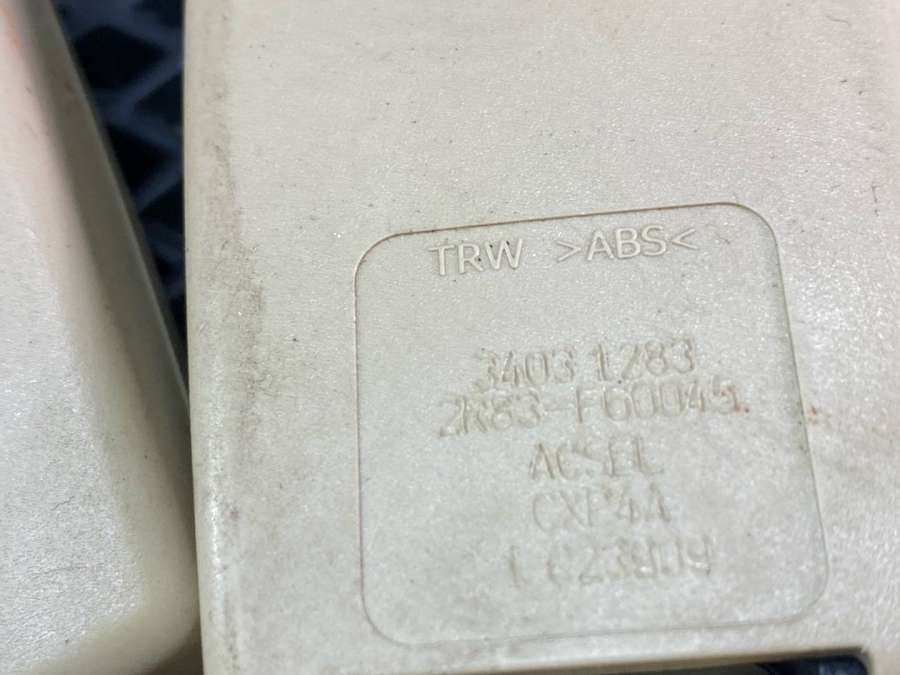 TRW >ABS<
3403 1283
2R83-F60045
ACSEL
CXP4A